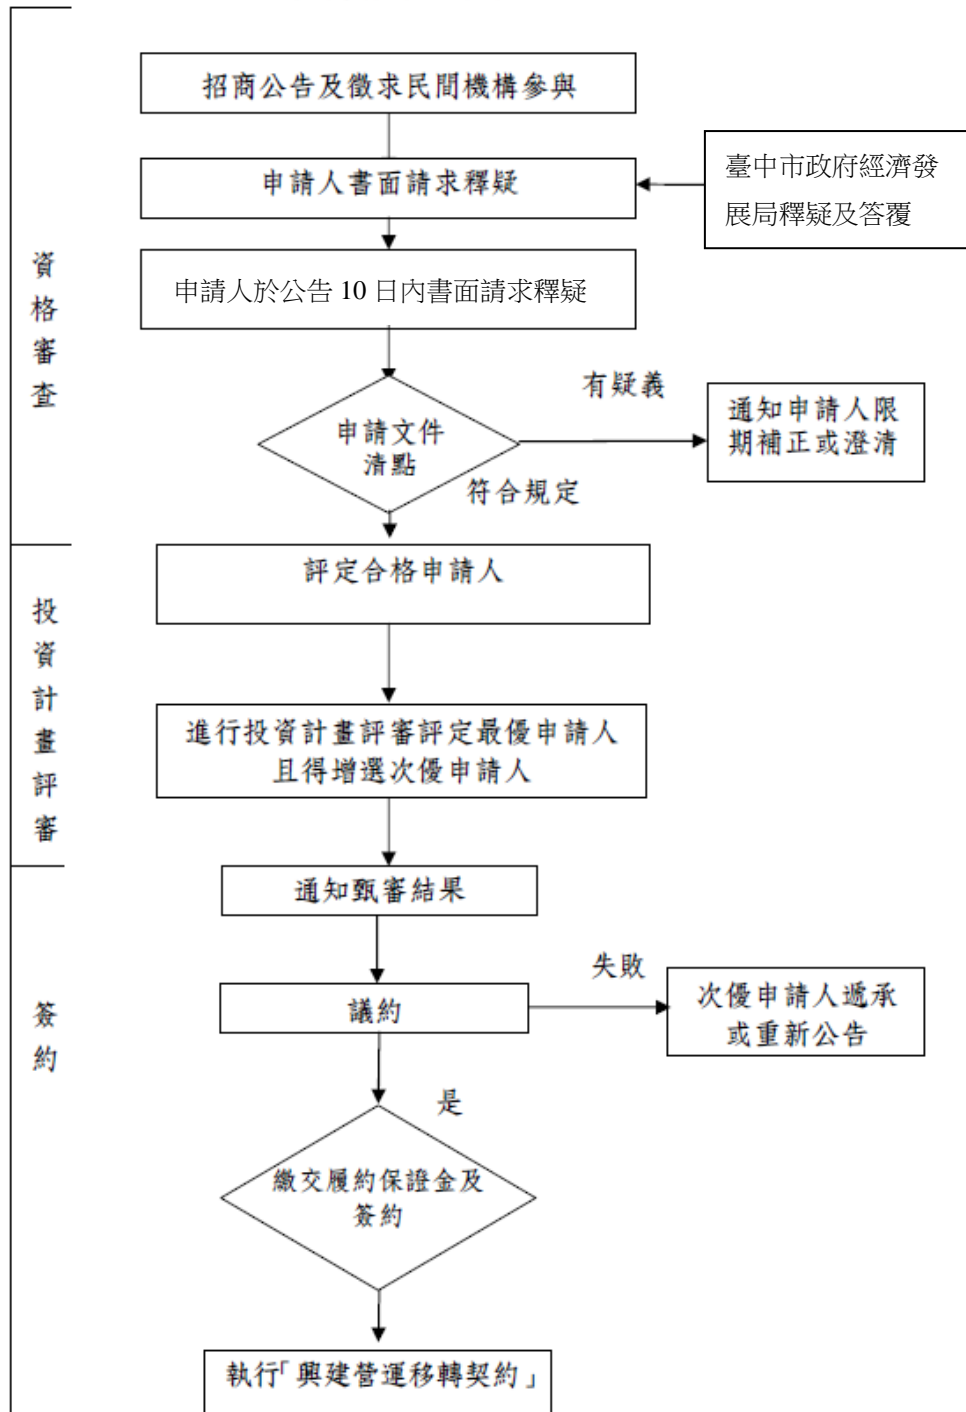 招商公告及徵求民間機構參與
申請人書面請求釋疑
臺中市政府經濟發
展局釋疑及答覆
申請人於公告 10 日內書面請求釋疑
資格審查
申請文件
清點
有疑義
通知申請人限
期補正或澄清
符合規定
評定合格申請人
投資計畫評審
進行投資計畫評審評定最優申請人
且得增選次優申請人
通知甄審結果
簽約
議約
失敗
次優申請人遞承
或重新公告
是
繳交履約保證金及
簽約
執行「興建營運移轉契約」